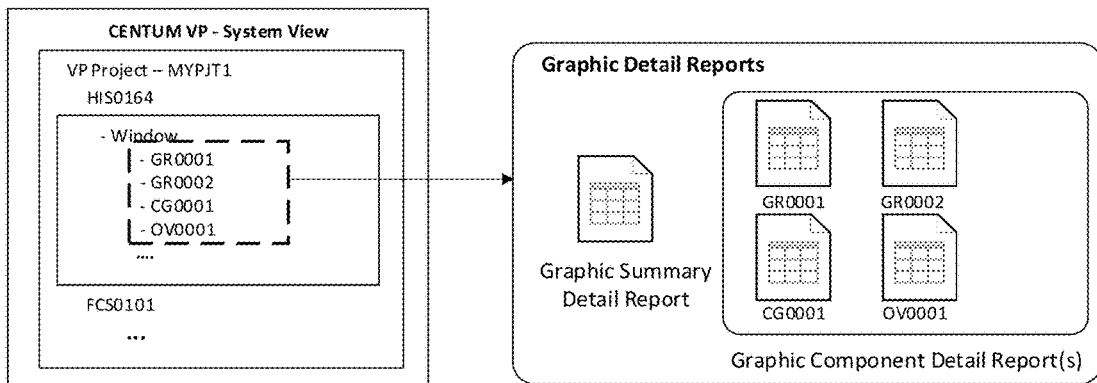 CENTUM VP - System View
VP Project – MYPJT1
HIS0164
- Window
- GR0001
- GR0002
- CG0001
- OV0001
....
FCS0101
...
Graphic Detail Reports
Graphic Summary
Detail Report
GR0001
GR0002
CG0001
OV0001
Graphic Component Detail Report(s)